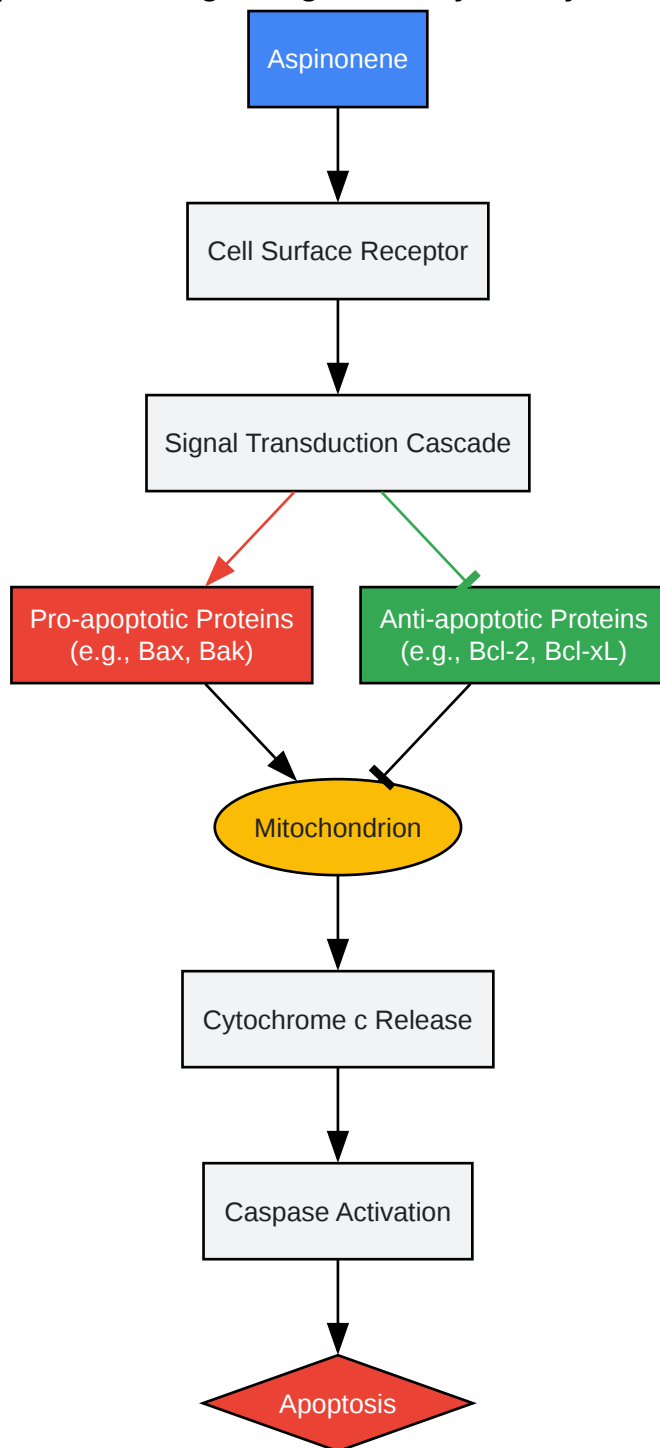 Aspinonene
Cell Surface Receptor
Signal Transduction Cascade
Pro-apoptotic Proteins
(e.g., Bax, Bak)
Anti-apoptotic Proteins
(e.g., Bcl-2, Bcl-xL)
Mitochondrion
Cytochrome c Release
Caspase Activation
Apoptosis